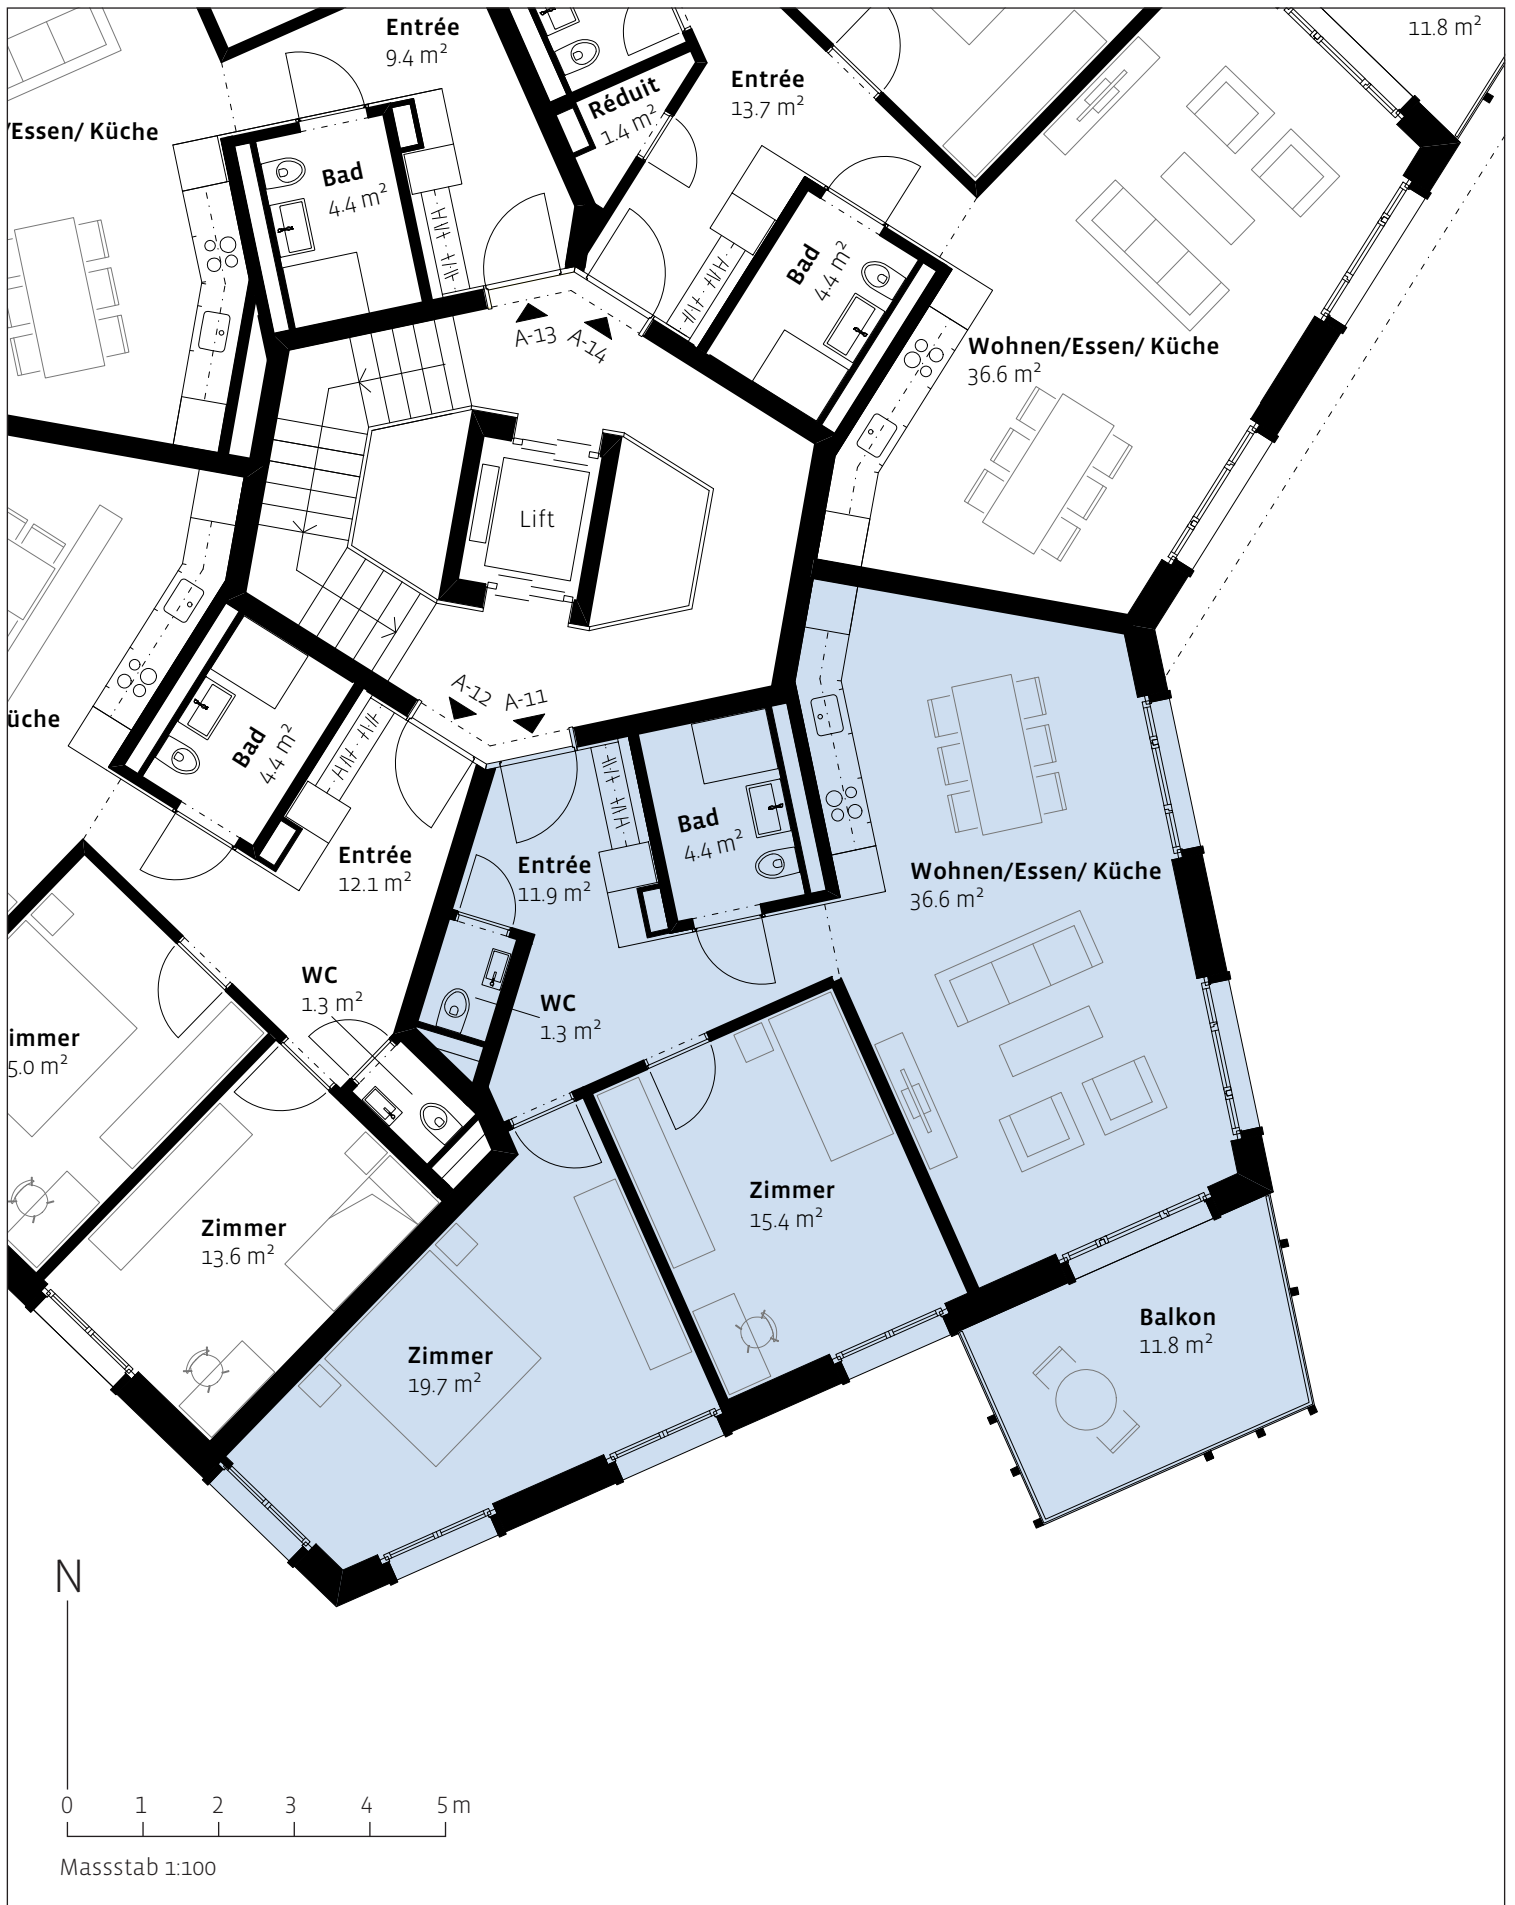 Entrée
9.4 m²
11.8 m²
Réduit
1.4 m²
Entrée
13.7 m²
/Essen/ Küche
Bad
4.4 m²
Bad
4.4 m²
A-13
A-14
Wohnen/Essen/ Küche
36.6 m²
Lift
A-12
A-11
üche
Bad
4.4 m²
Bad
4.4 m²
Entrée
12.1 m²
Entrée
11.9 m²
Wohnen/Essen/ Küche
36.6 m²
WC
1.3 m²
WC
1.3 m²
immer
5.0 m²
Zimmer
15.4 m²
Zimmer
13.6 m²
Balkon
11.8 m²
Zimmer
19.7 m²
N
0 1 2 3 4 5 m
Massstab 1:100